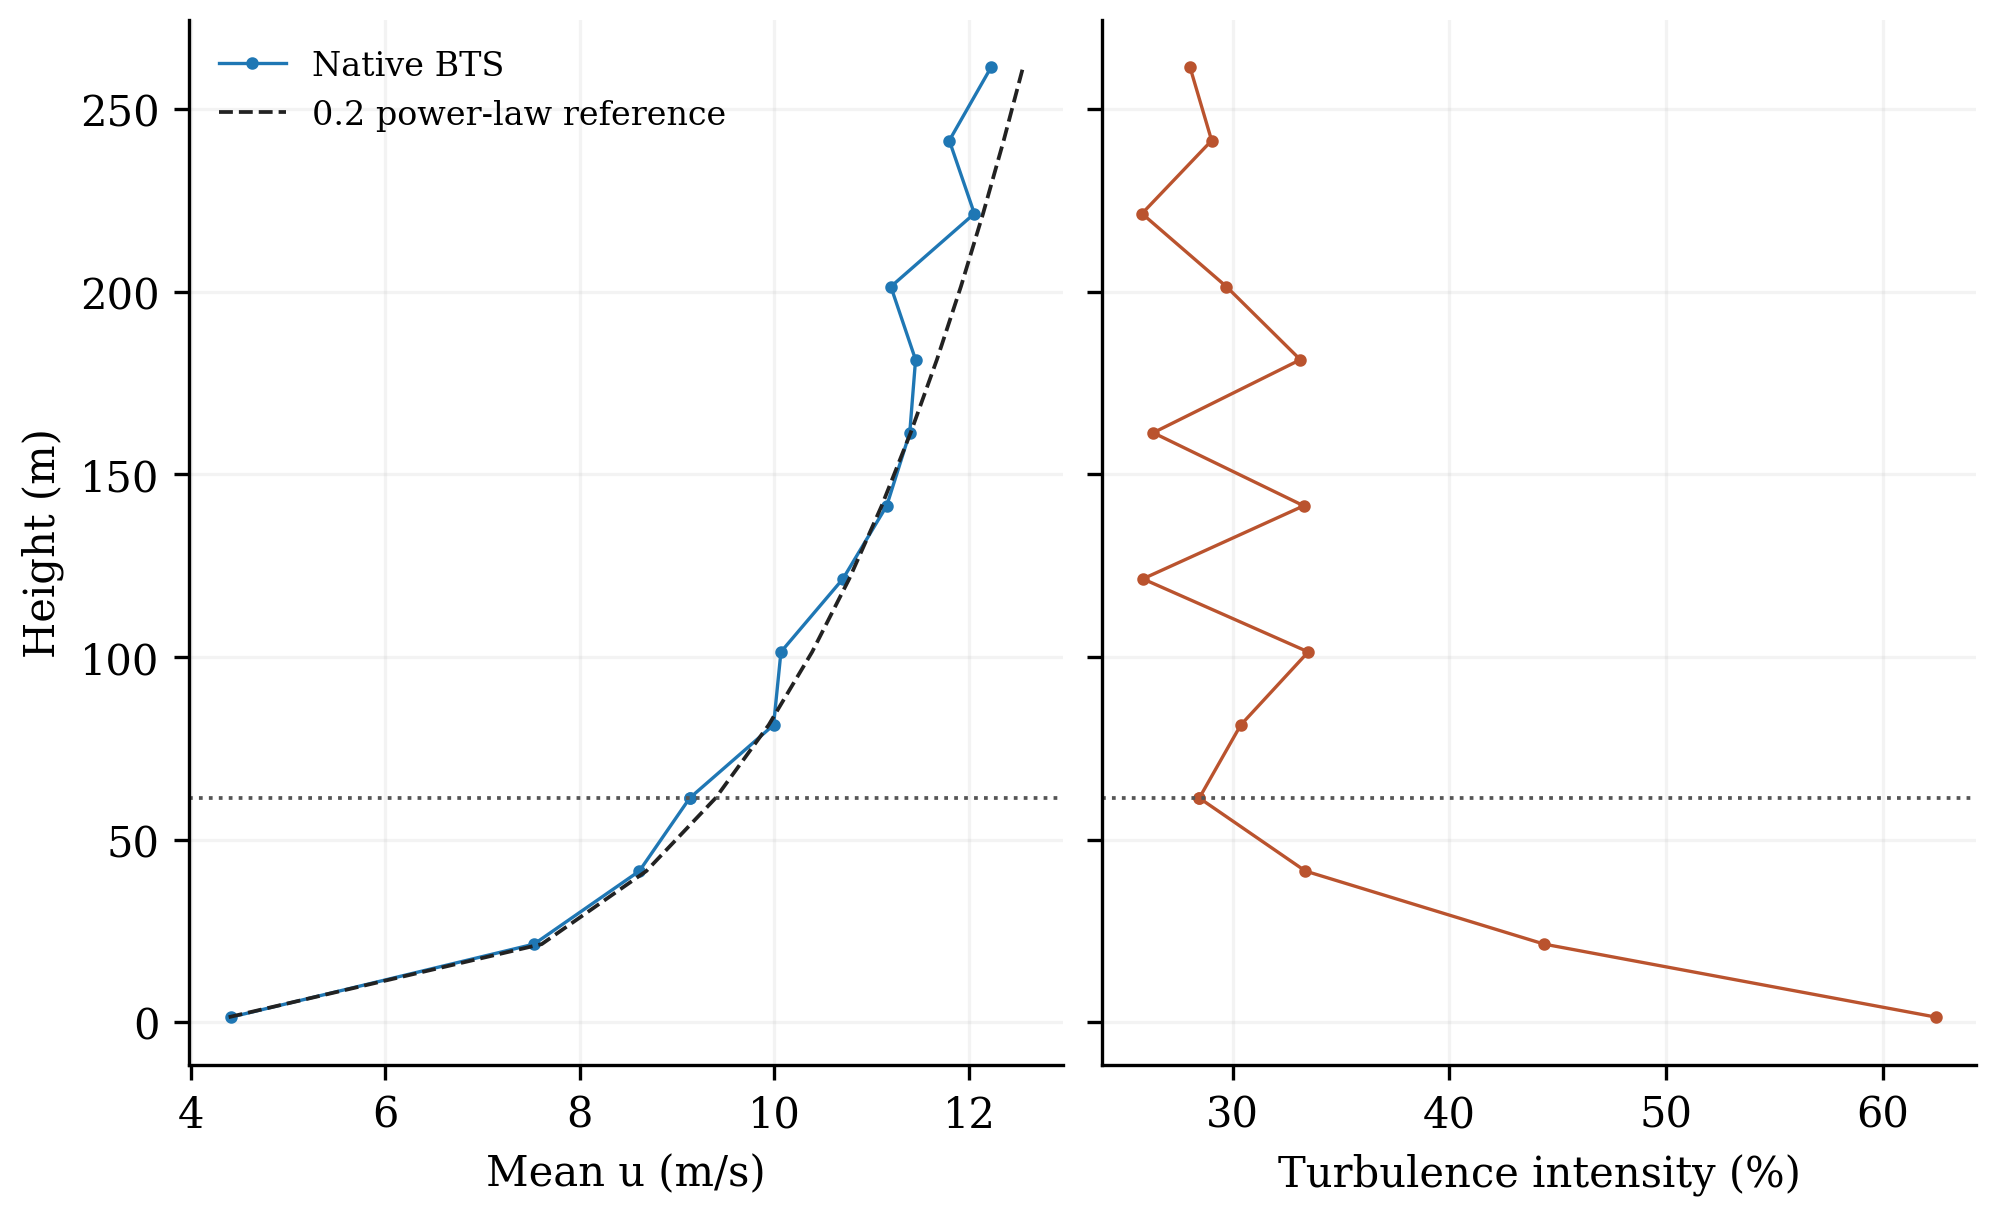 Native BTS
0.2 power-law reference
250
200
150
100
50
0
Height (m)
4 6 8 10 12
Mean u (m/s)
30 40 50 60
Turbulence intensity (%)